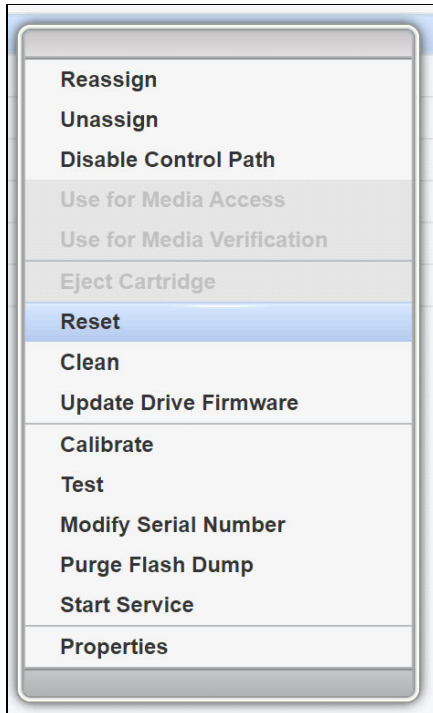 Reassign
Unassign
Disable Control Path
Use for Media Access
Use for Media Verification
Eject Cartridge
Reset
Clean
Update Drive Firmware
Calibrate
Test
Modify Serial Number
Purge Flash Dump
Start Service
Properties